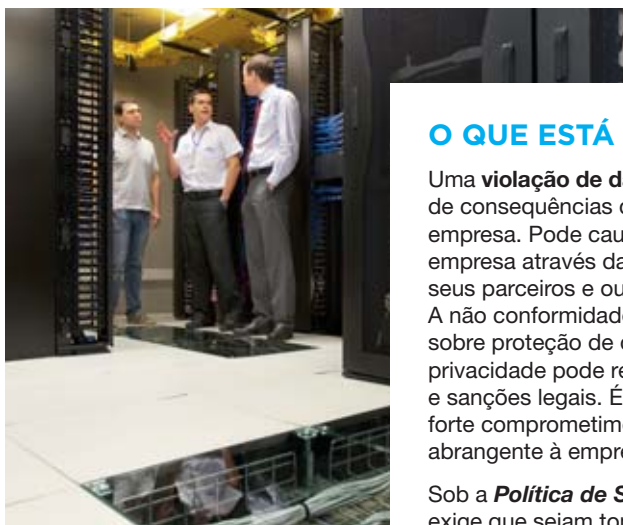 O QUE ESTÁ
Uma violação de
de consequências
empresa. Pode
empresa através
seus parceiros e
A não conformidade
sobre proteção de
privacidade pode
e sanções legais.
forte
abrangente à
Sob a Política de
exige que sejam